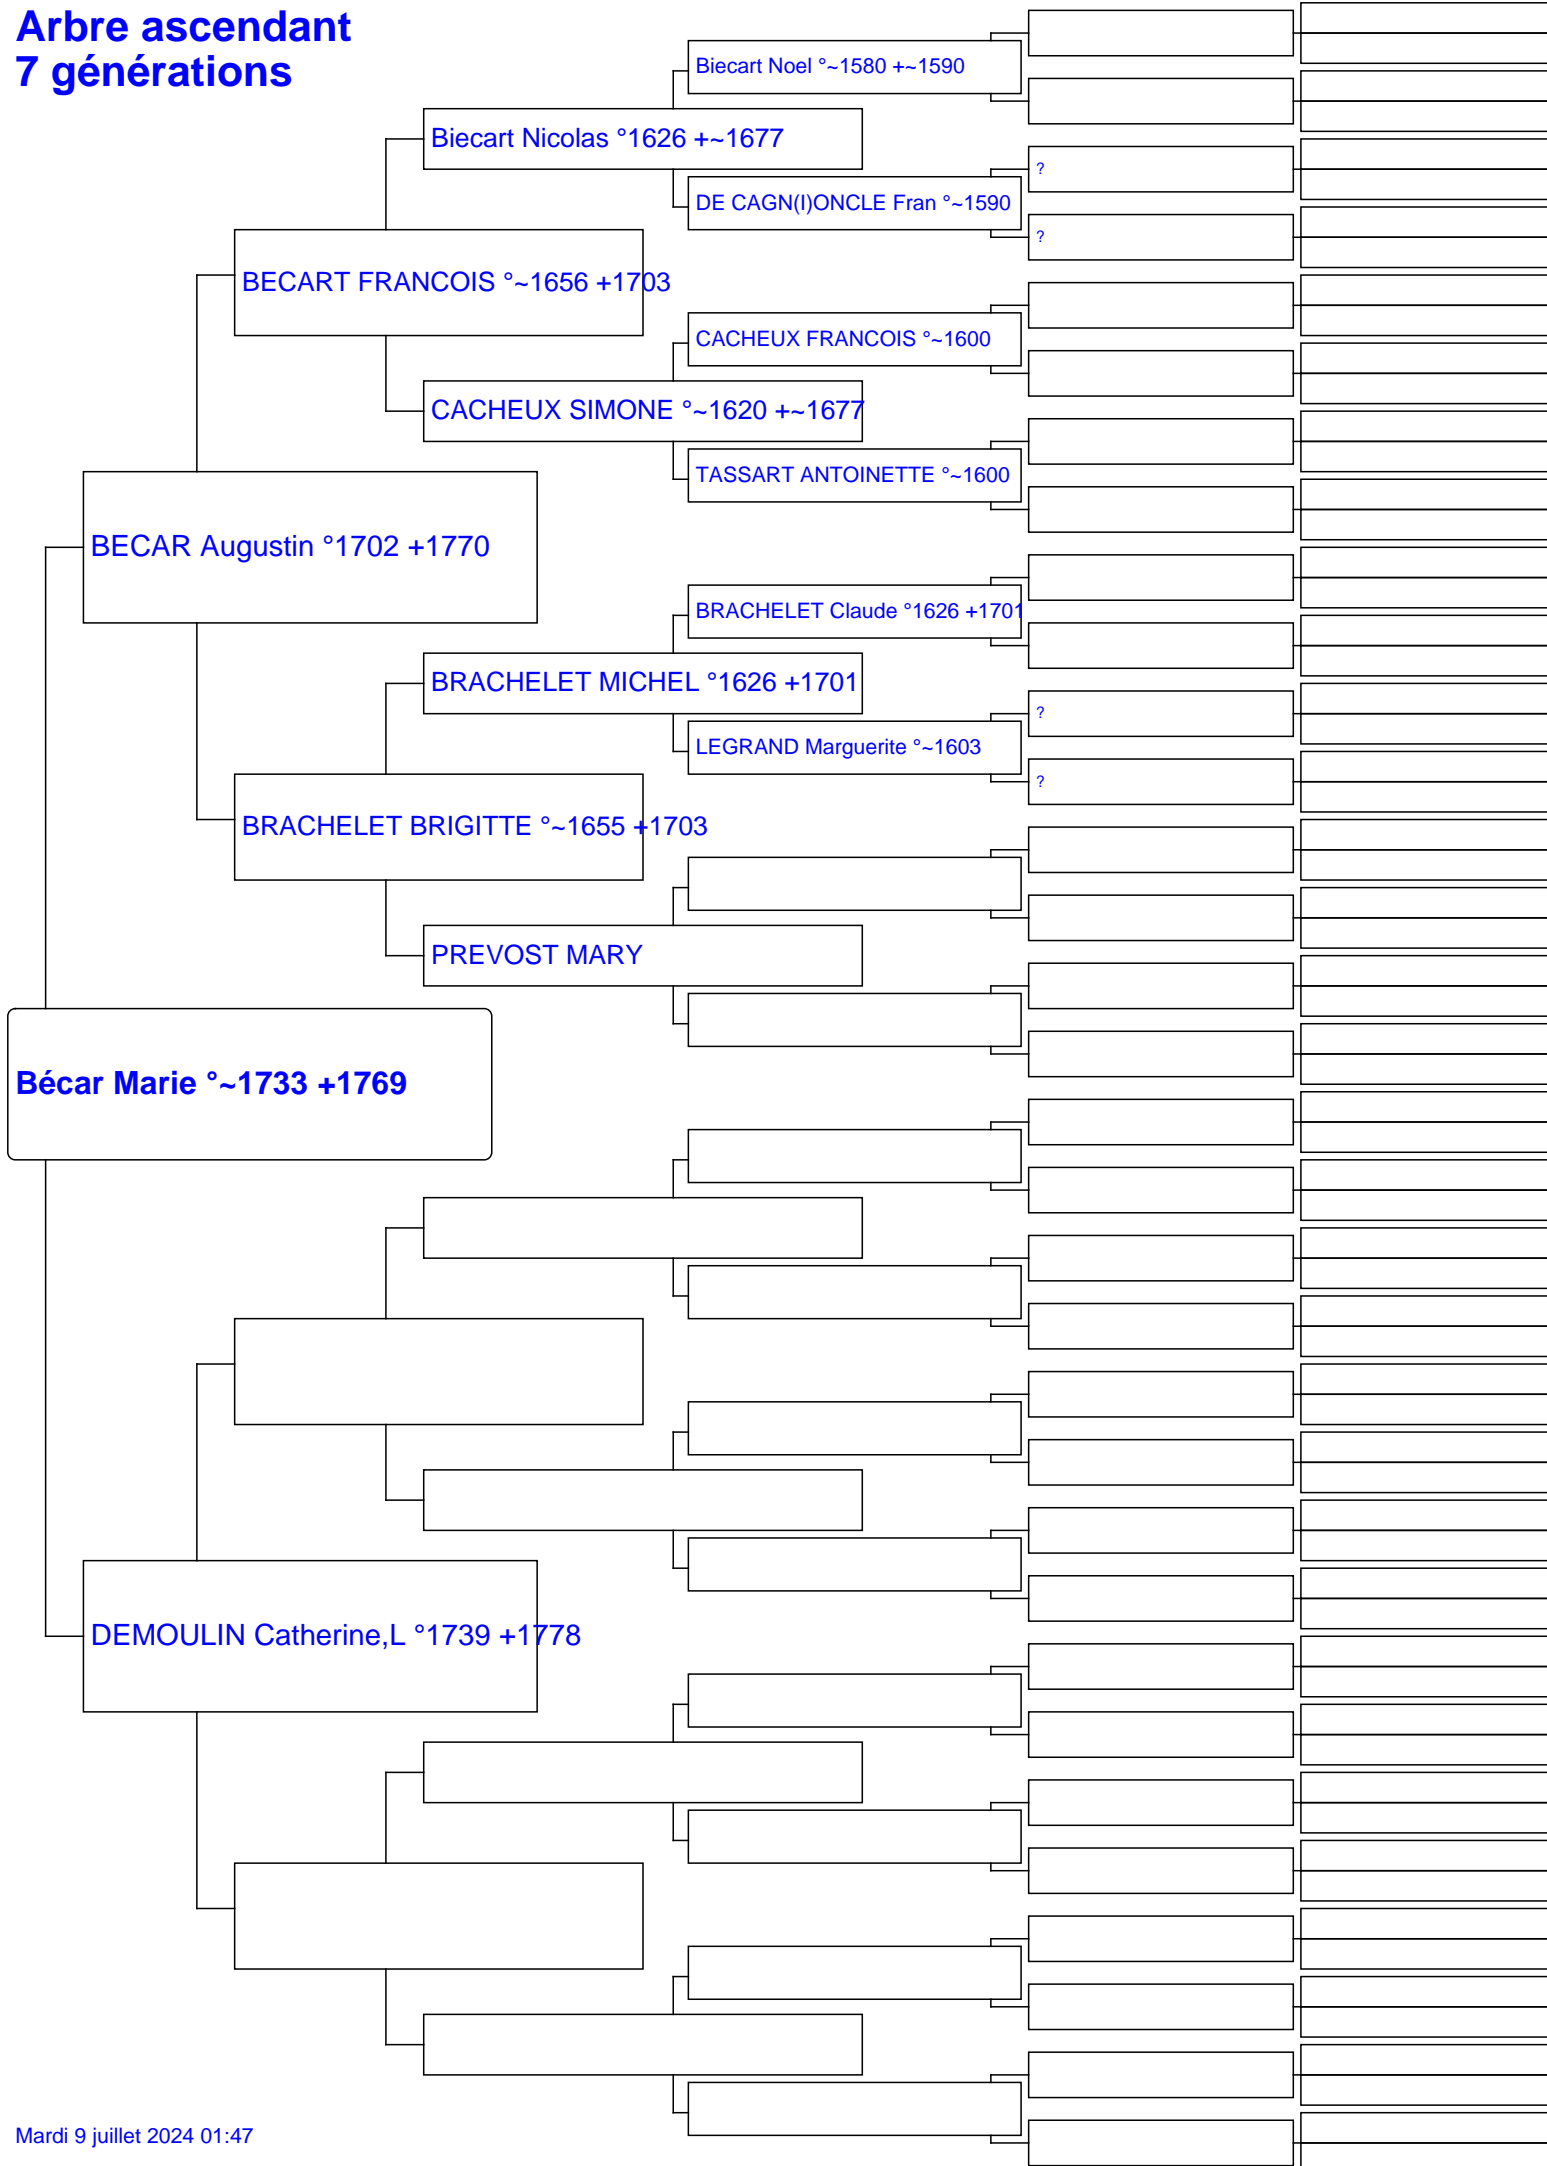 Arbre ascendant
7 générations
Biecart Noel °~1580 +~1590
Biecart Nicolas °1626 +~1677
?
DE CAGN(I)ONCLE Fran °~1590
?
BECART FRANCOIS °~1656 +1703
CACHEUX FRANCOIS °~1600
CACHEUX SIMONE °~1620 +~1677
TASSART ANTOINETTE °~1600
BECAR Augustin °1702 +1770
BRACHELET Claude °1626 +1701
BRACHELET MICHEL °1626 +1701
?
LEGRAND Marguerite °~1603
?
BRACHELET BRIGITTE °~1655 +1703
PREVOST MARY
Bécar Marie °~1733 +1769
DEMOULIN Catherine,L °1739 +1778
Mardi 9 juillet 2024 01:47